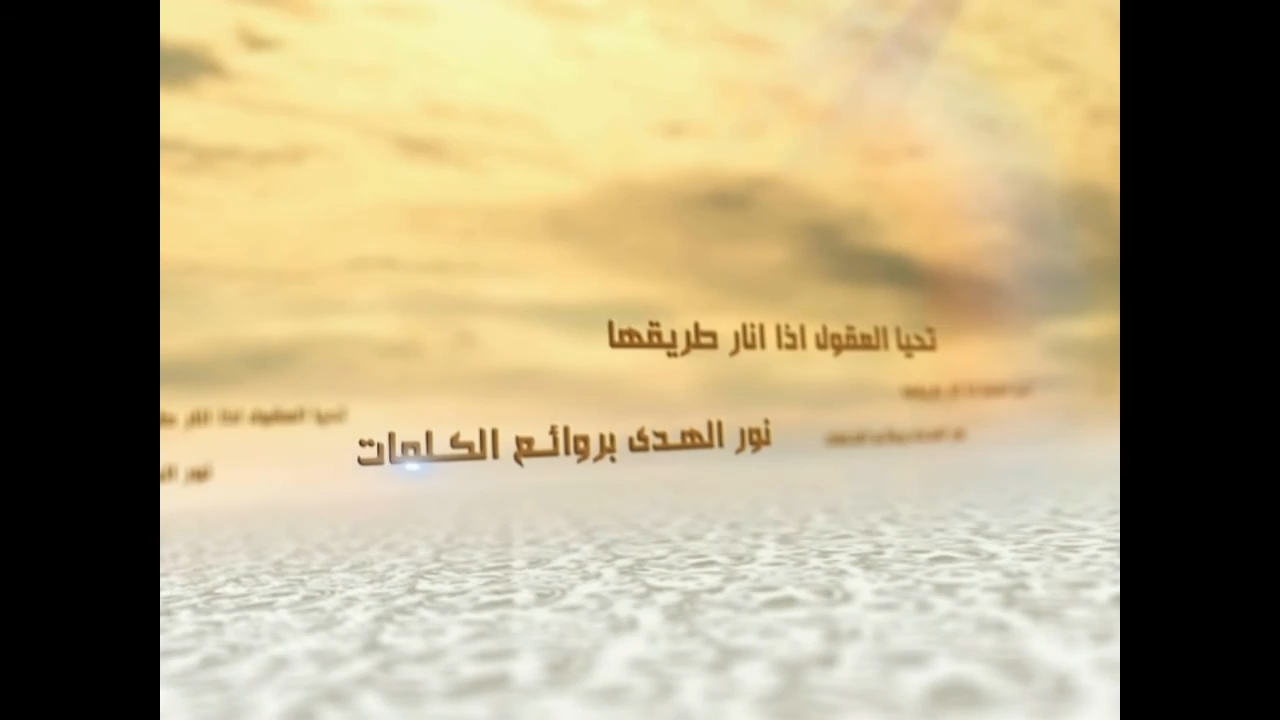 تحيا العقول اذا انار طريقها
نور الهدى بروائع الكلمات